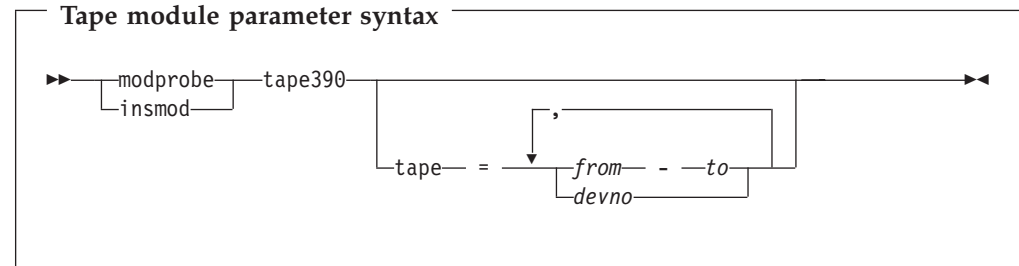 Tape module parameter syntax
modprobe tape390
insmod
,
tape = from - to
devno